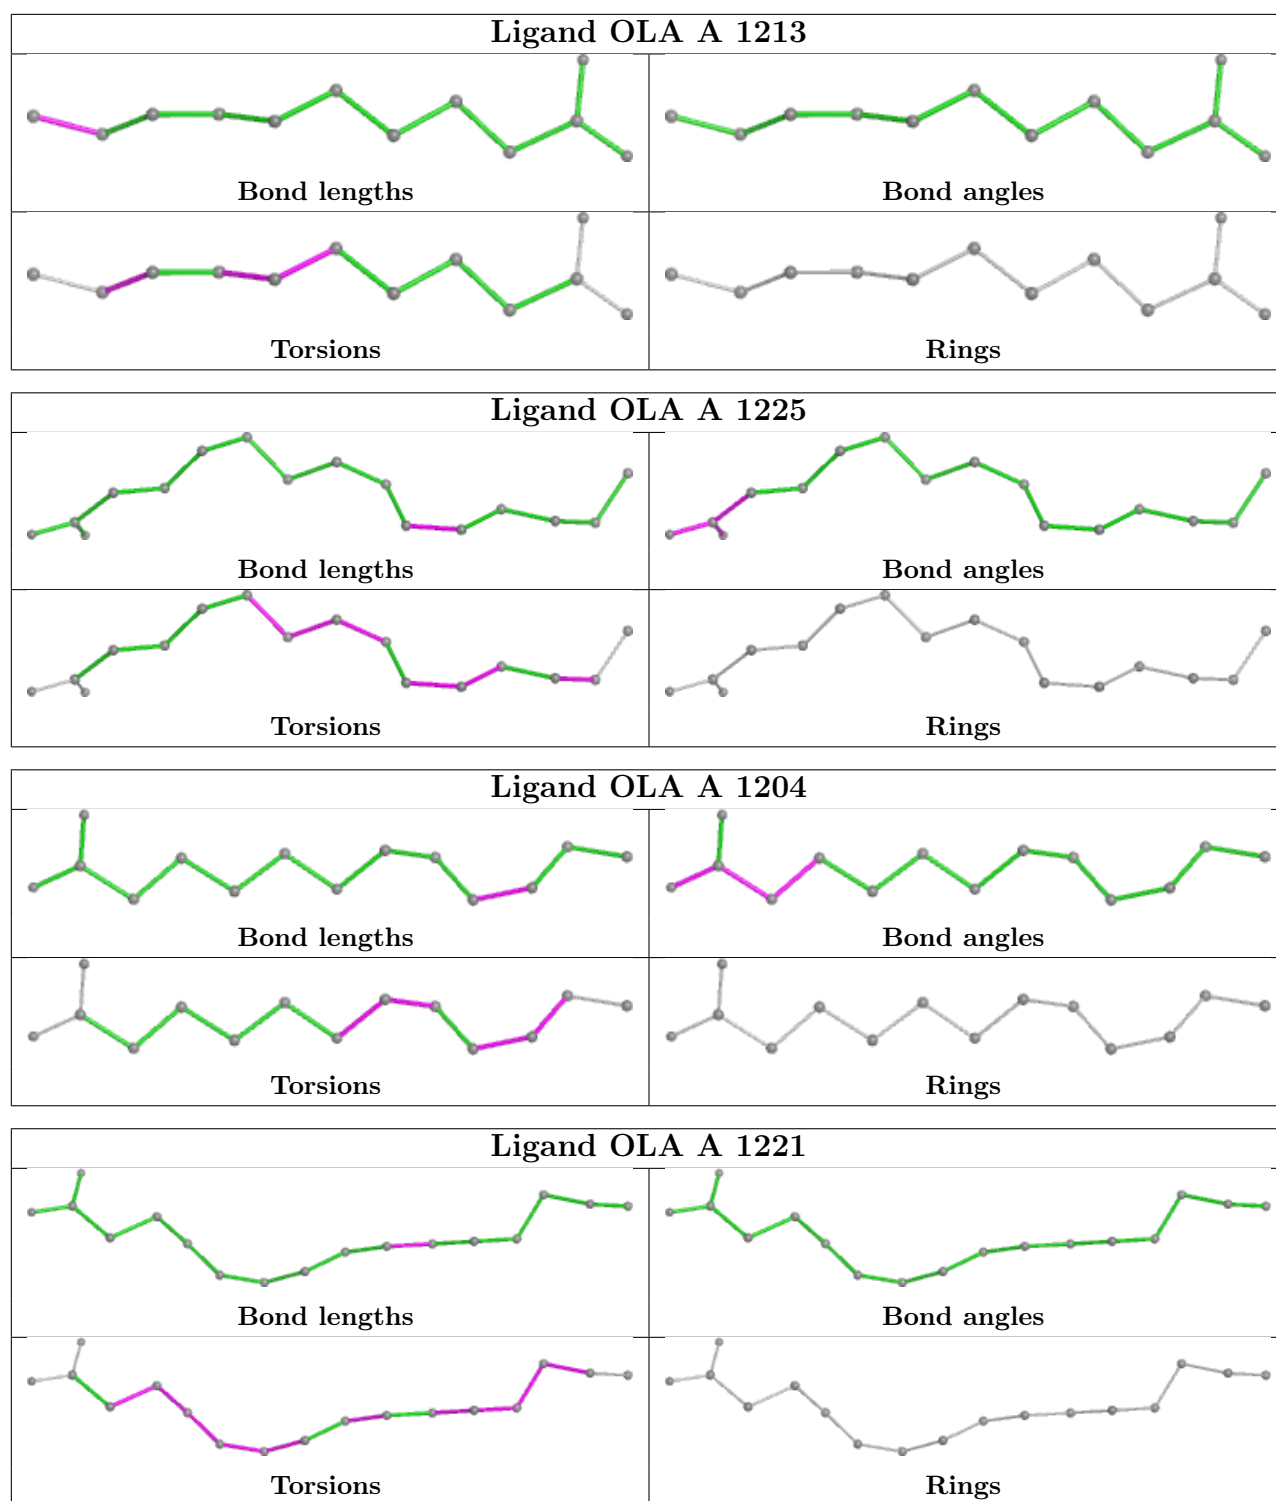 Ligand OLA A 1213
Bond lengths
Bond angles
Torsions
Rings
Ligand OLA A 1225
Bond lengths
Bond angles
Torsions
Rings
Ligand OLA A 1204
Bond lengths
Bond angles
Torsions
Rings
Ligand OLA A 1221
Bond lengths
Bond angles
Torsions
Rings